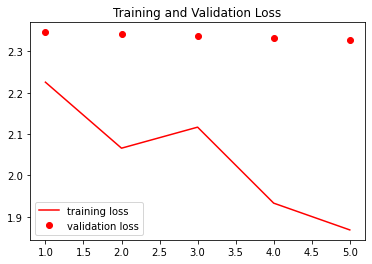 Training and Validation Loss
2.3
2.2
2.1
2.0
1.9
training loss
validation loss
1.0 1.5 2.0 2.5 3.0 3.5 4.0 4.5 5.0